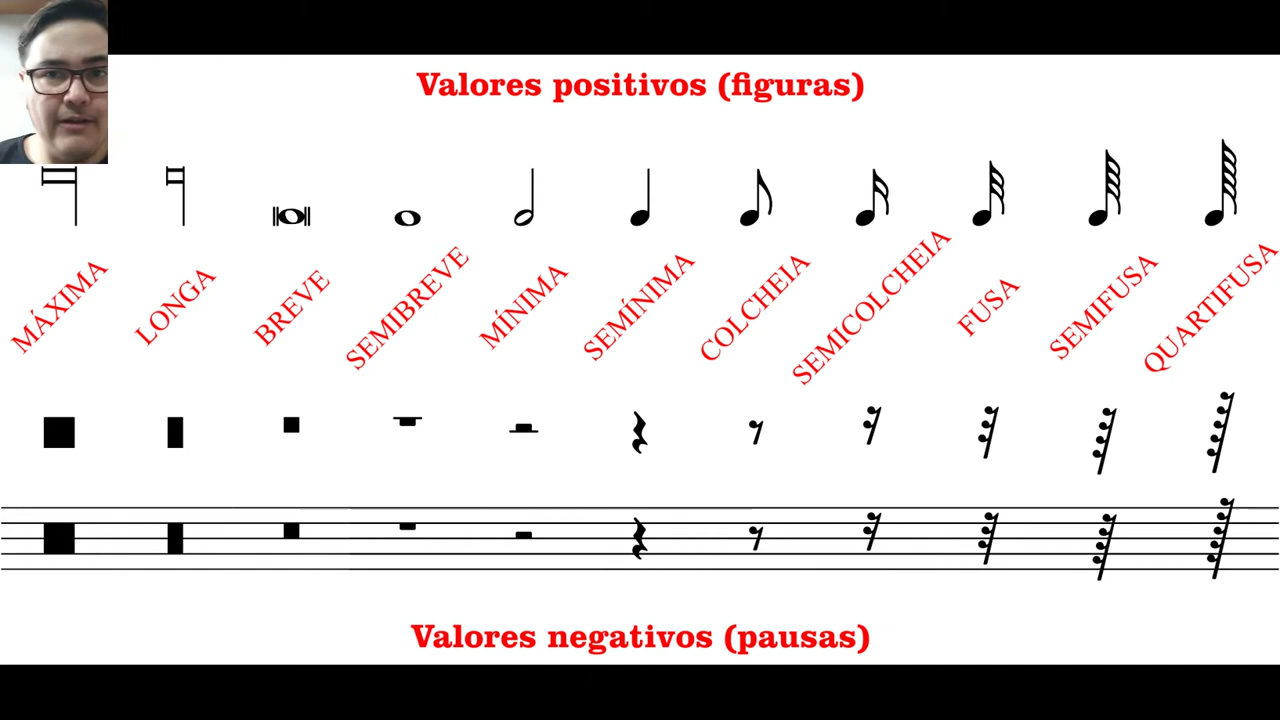 Valores positivos (figuras)
MÁXIMA
LONGA
BREVE
SEMIBREVE
MÍNIMA
SEMÍNIMA
COLCHEIA
SEMICOLCHEIA
FUSA
SEMIFUSA
QUARTIFUSA
Valores negativos (pausas)